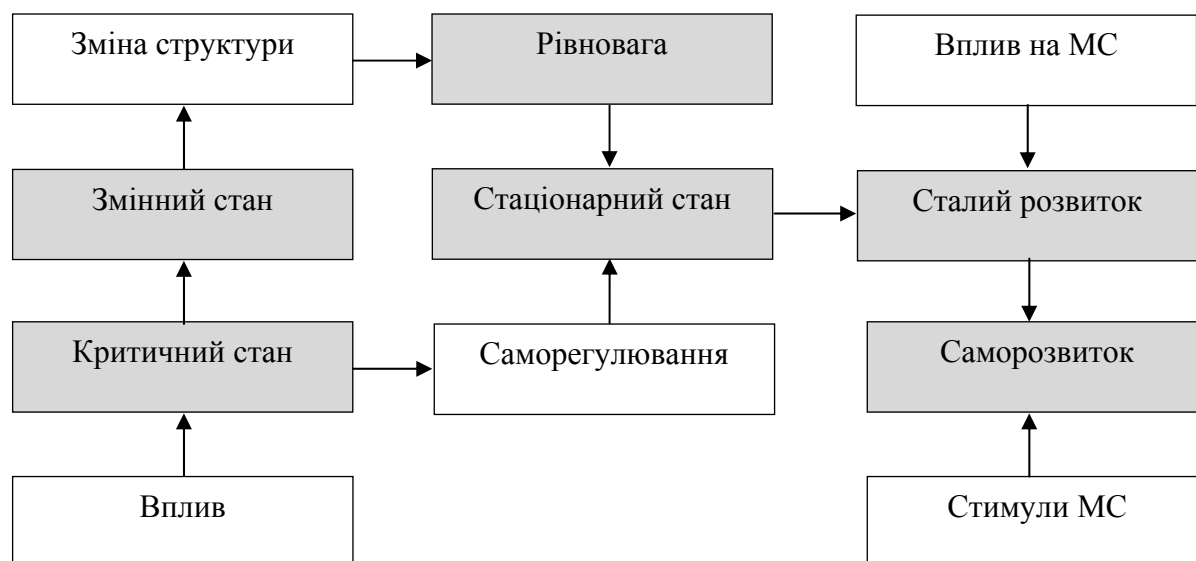 Зміна структури
Рівновага
Вплив на МС
Змінний стан
Стаціонарний стан
Сталий розвиток
Критичний стан
Саморегулювання
Саморозвиток
Вплив
Стимули МС